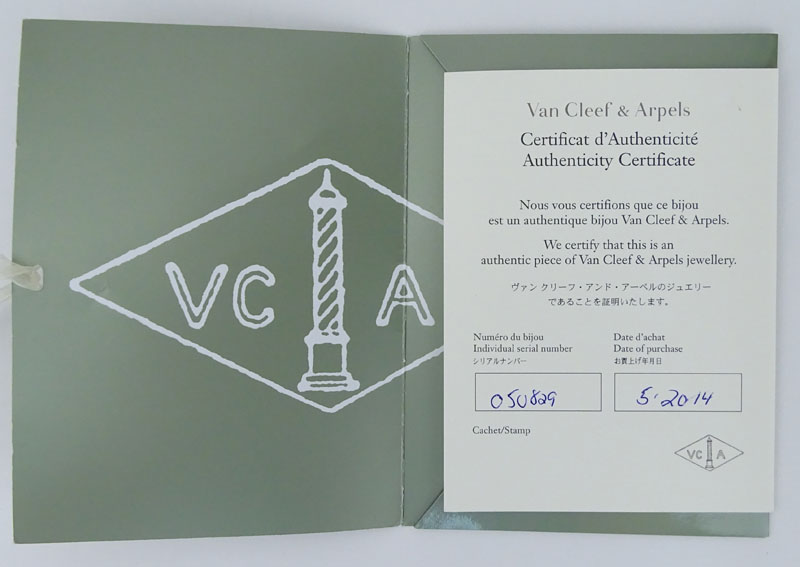 VC A
Van Cleef & Arpels
Certificat d'Authenticité
Authenticity Certificate
Nous vous certifions que ce bijou
est un authentique bijou Van Cleef & Arpels.
We certify that this is an
authentic piece of Van Cleef & Arpels jewellery.
ヴァン クリーフ・アンド・アーペルのジュエリー
であることを証明いたします。
Numéro du bijou
Individual serial number
シリアルナンバー
050829
Date d'achat
Date of purchase
お買上げ年月日
5·2014
Cachet/Stamp
VC A